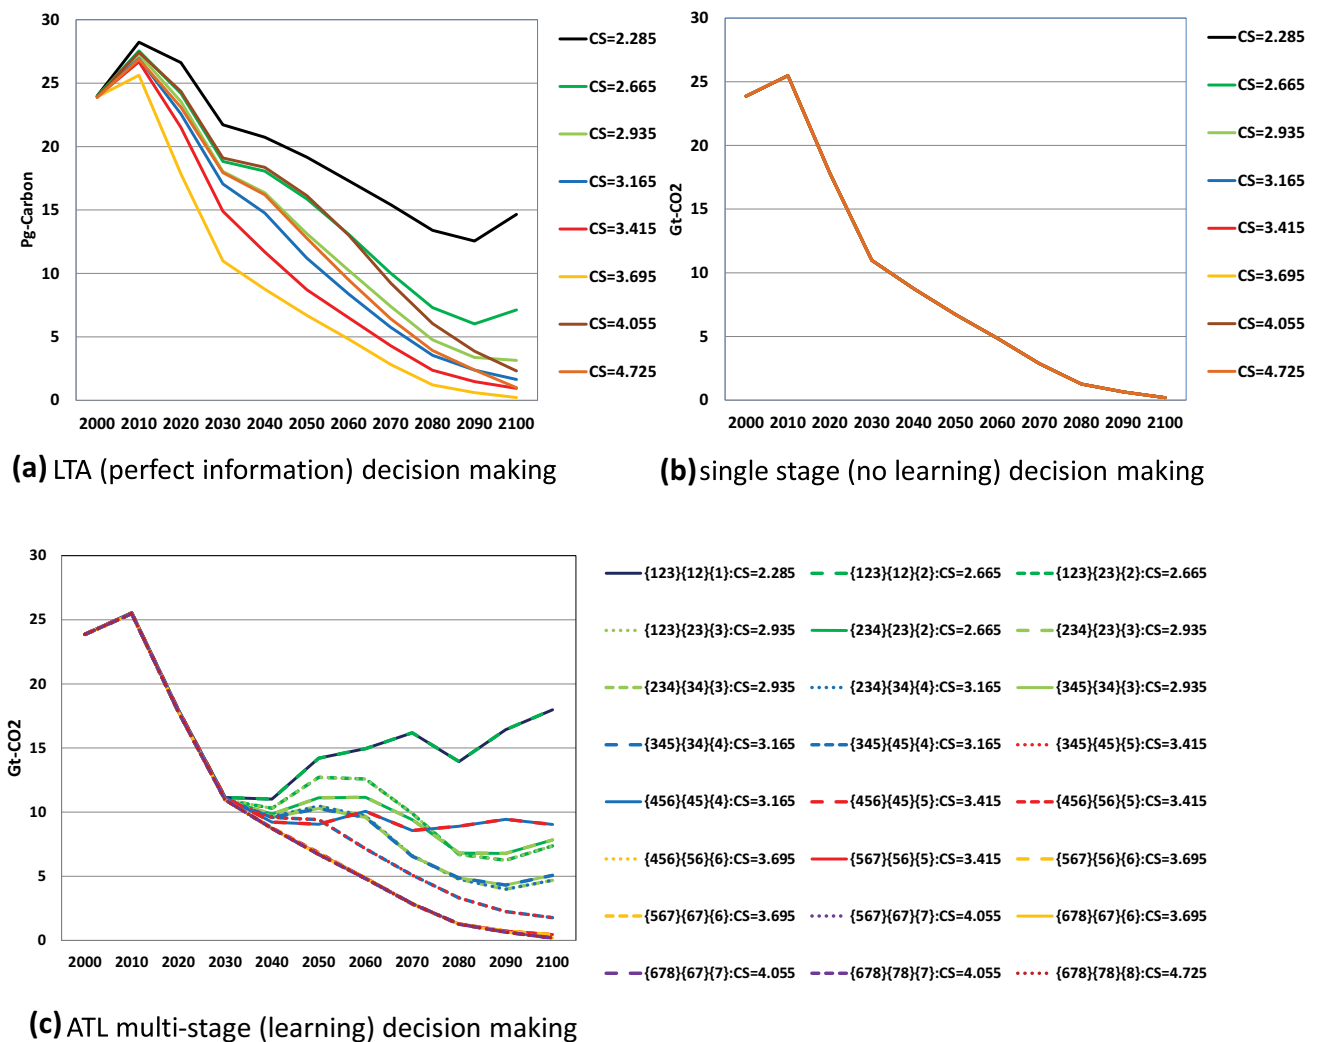 30
25
20
15
10
5
0
Pg-Carbon
2000 2010 2020 2030 2040 2050 2060 2070 2080 2090 2100
CS=2.285
CS=2.665
CS=2.935
CS=3.165
CS=3.415
CS=3.695
CS=4.055
CS=4.725
(a) LTA (perfect information) decision making
30
25
20
15
10
5
0
Gt-CO2
2000 2010 2020 2030 2040 2050 2060 2070 2080 2090 2100
CS=2.285
CS=2.665
CS=2.935
CS=3.165
CS=3.415
CS=3.695
CS=4.055
CS=4.725
(b) single stage (no learning) decision making
30
25
20
15
10
5
0
Gt-CO2
2000 2010 2020 2030 2040 2050 2060 2070 2080 2090 2100
{123}{12}{1}:CS=2.285 {123}{12}{2}:CS=2.665 {123}{23}{2}:CS=2.665
{123}{23}{3}:CS=2.935 {234}{23}{2}:CS=2.665 {234}{23}{3}:CS=2.935
{234}{34}{3}:CS=2.935 {234}{34}{4}:CS=3.165 {345}{34}{3}:CS=2.935
{345}{34}{4}:CS=3.165 {345}{45}{4}:CS=3.165 {345}{45}{5}:CS=3.415
{456}{45}{4}:CS=3.165 {456}{45}{5}:CS=3.415 {456}{56}{5}:CS=3.415
{456}{56}{6}:CS=3.695 {567}{56}{5}:CS=3.415 {567}{56}{6}:CS=3.695
{567}{67}{6}:CS=3.695 {567}{67}{7}:CS=4.055 {678}{67}{6}:CS=3.695
{678}{67}{7}:CS=4.055 {678}{78}{7}:CS=4.055 {678}{78}{8}:CS=4.725
(c) ATL multi-stage (learning) decision making